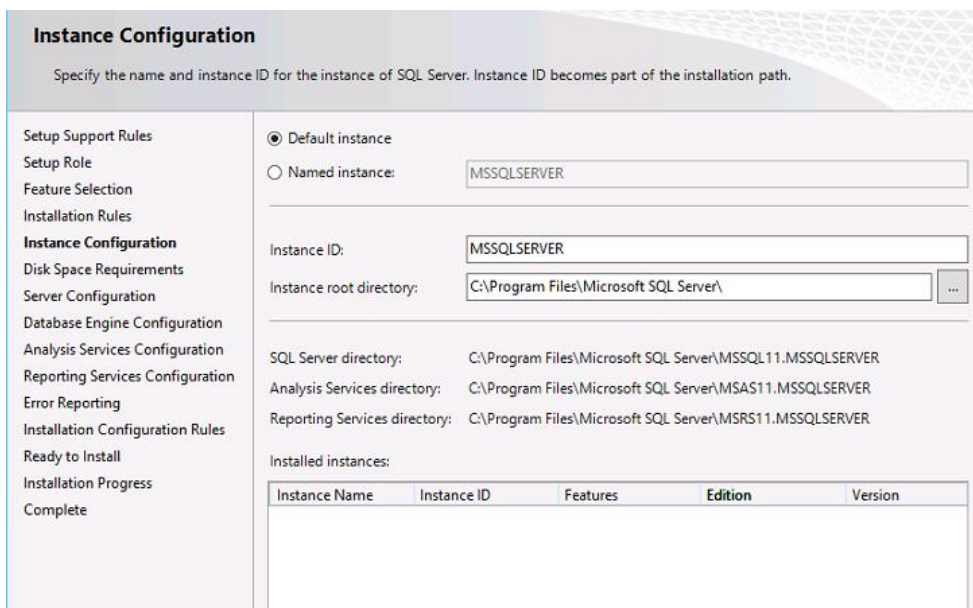 Instance Configuration
Specify the name and instance ID for the instance of SQL Server. Instance ID becomes part of the installation path.
Setup Support Rules
Setup Role
Feature Selection
Installation Rules
Instance Configuration
Disk Space Requirements
Server Configuration
Database Engine Configuration
Analysis Services Configuration
Reporting Services Configuration
Error Reporting
Installation Configuration Rules
Ready to Install
Installation Progress
Complete
Default instance
Named instance: MSSQLSERVER
Instance ID: MSSQLSERVER
Instance root directory: C:\Program Files\Microsoft SQL Server\ ...
SQL Server directory: C:\Program Files\Microsoft SQL Server\MSSQL11.MSSQLSERVER
Analysis Services directory: C:\Program Files\Microsoft SQL Server\MSAS11.MSSQLSERVER
Reporting Services directory: C:\Program Files\Microsoft SQL Server\MSRS11.MSSQLSERVER
Installed instances:
Instance Name Instance ID Features Edition Version